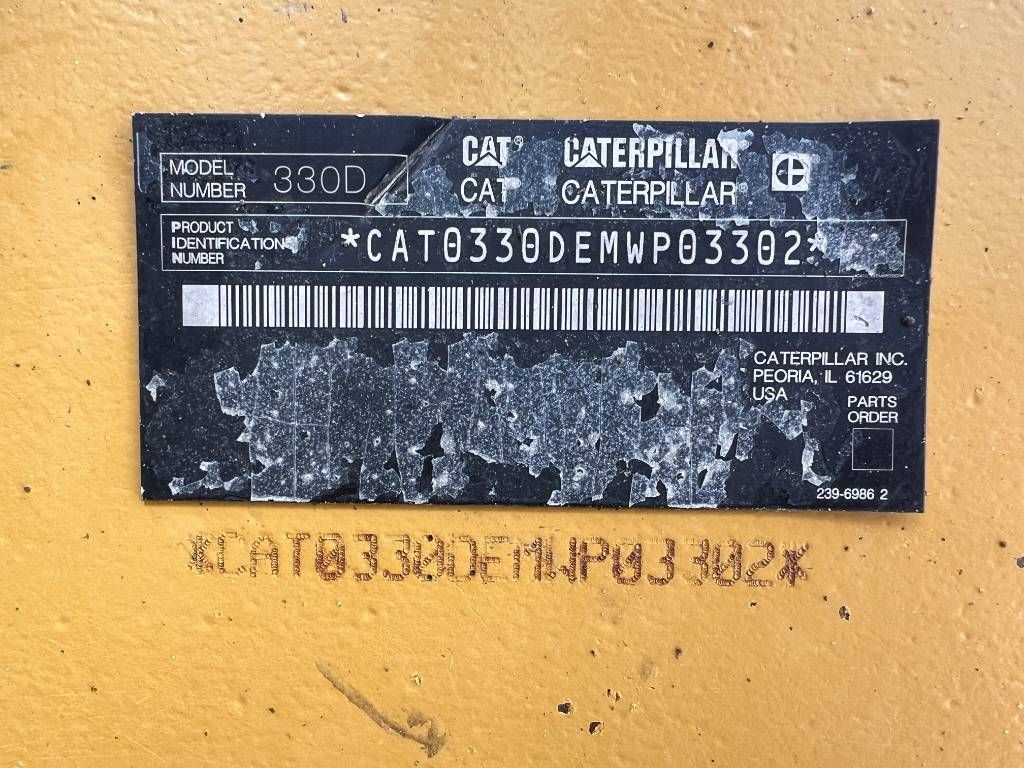 MODEL NUMBER 330D
CAT® CATERPILLAR
CAT CATERPILLAR®
PRODUCT IDENTIFICATION NUMBER *CAT0330DEMWP03302*
CATERPILLAR INC.
PEORIA, IL 61629
USA
PARTS
ORDER
239-6986 2
*CAT0330DEMWP03302*